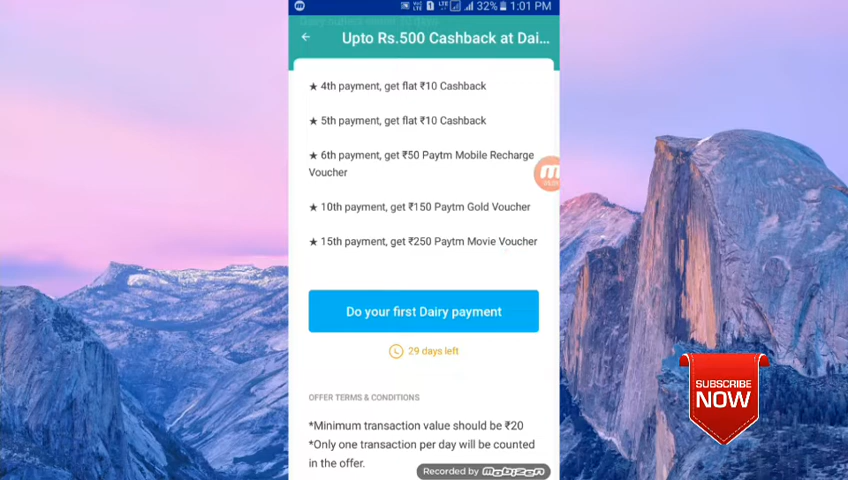 32% 1:01 PM
Upto Rs.500 Cashback at Dai...
★ 4th payment, get flat ₹10 Cashback
★ 5th payment, get flat ₹10 Cashback
★ 6th payment, get ₹50 Paytm Mobile Recharge
Voucher
★ 10th payment, get ₹150 Paytm Gold Voucher
★ 15th payment, get ₹250 Paytm Movie Voucher
Do your first Dairy payment
29 days left
OFFER TERMS & CONDITIONS
*Minimum transaction value should be ₹20
*Only one transaction per day will be counted
in the offer.
Recorded by mobizen
SUBSCRIBE
NOW